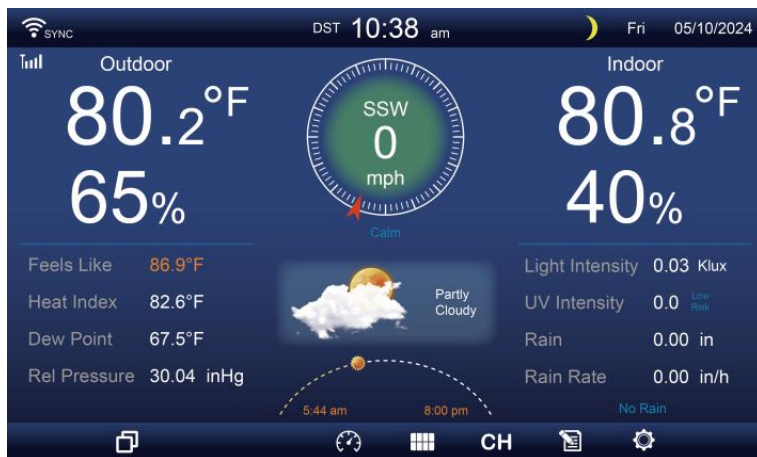 SYNC
DST 10:38 am
Fri 05/10/2024
Outdoor
80.2°F
65%
SSW
0
mph
Calm
Indoor
80.8°F
40%
Feels Like 86.9°F
Heat Index 82.6°F
Dew Point 67.5°F
Rel Pressure 30.04 inHg
Partly
Cloudy
5:44 am 8:00 pm
Light Intensity 0.03 Klux
UV Intensity 0.0 Low Risk
Rain 0.00 in
Rain Rate 0.00 in/h
No Rain
CH